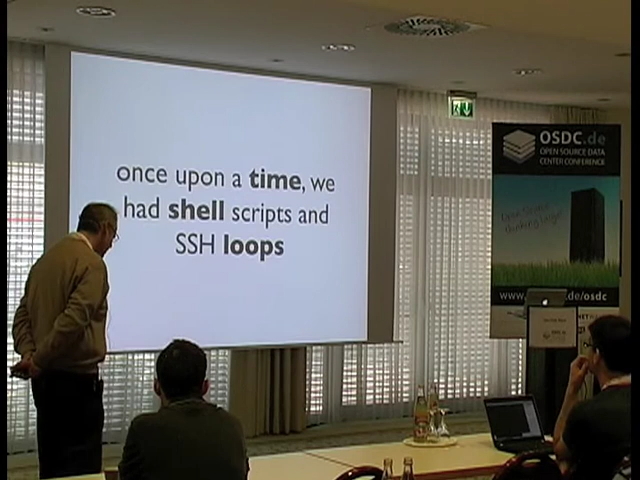 once upon a time, we
had shell scripts and
SSH loops
OSDC.de
OPEN SOURCE DATA
CENTER CONFERENCE